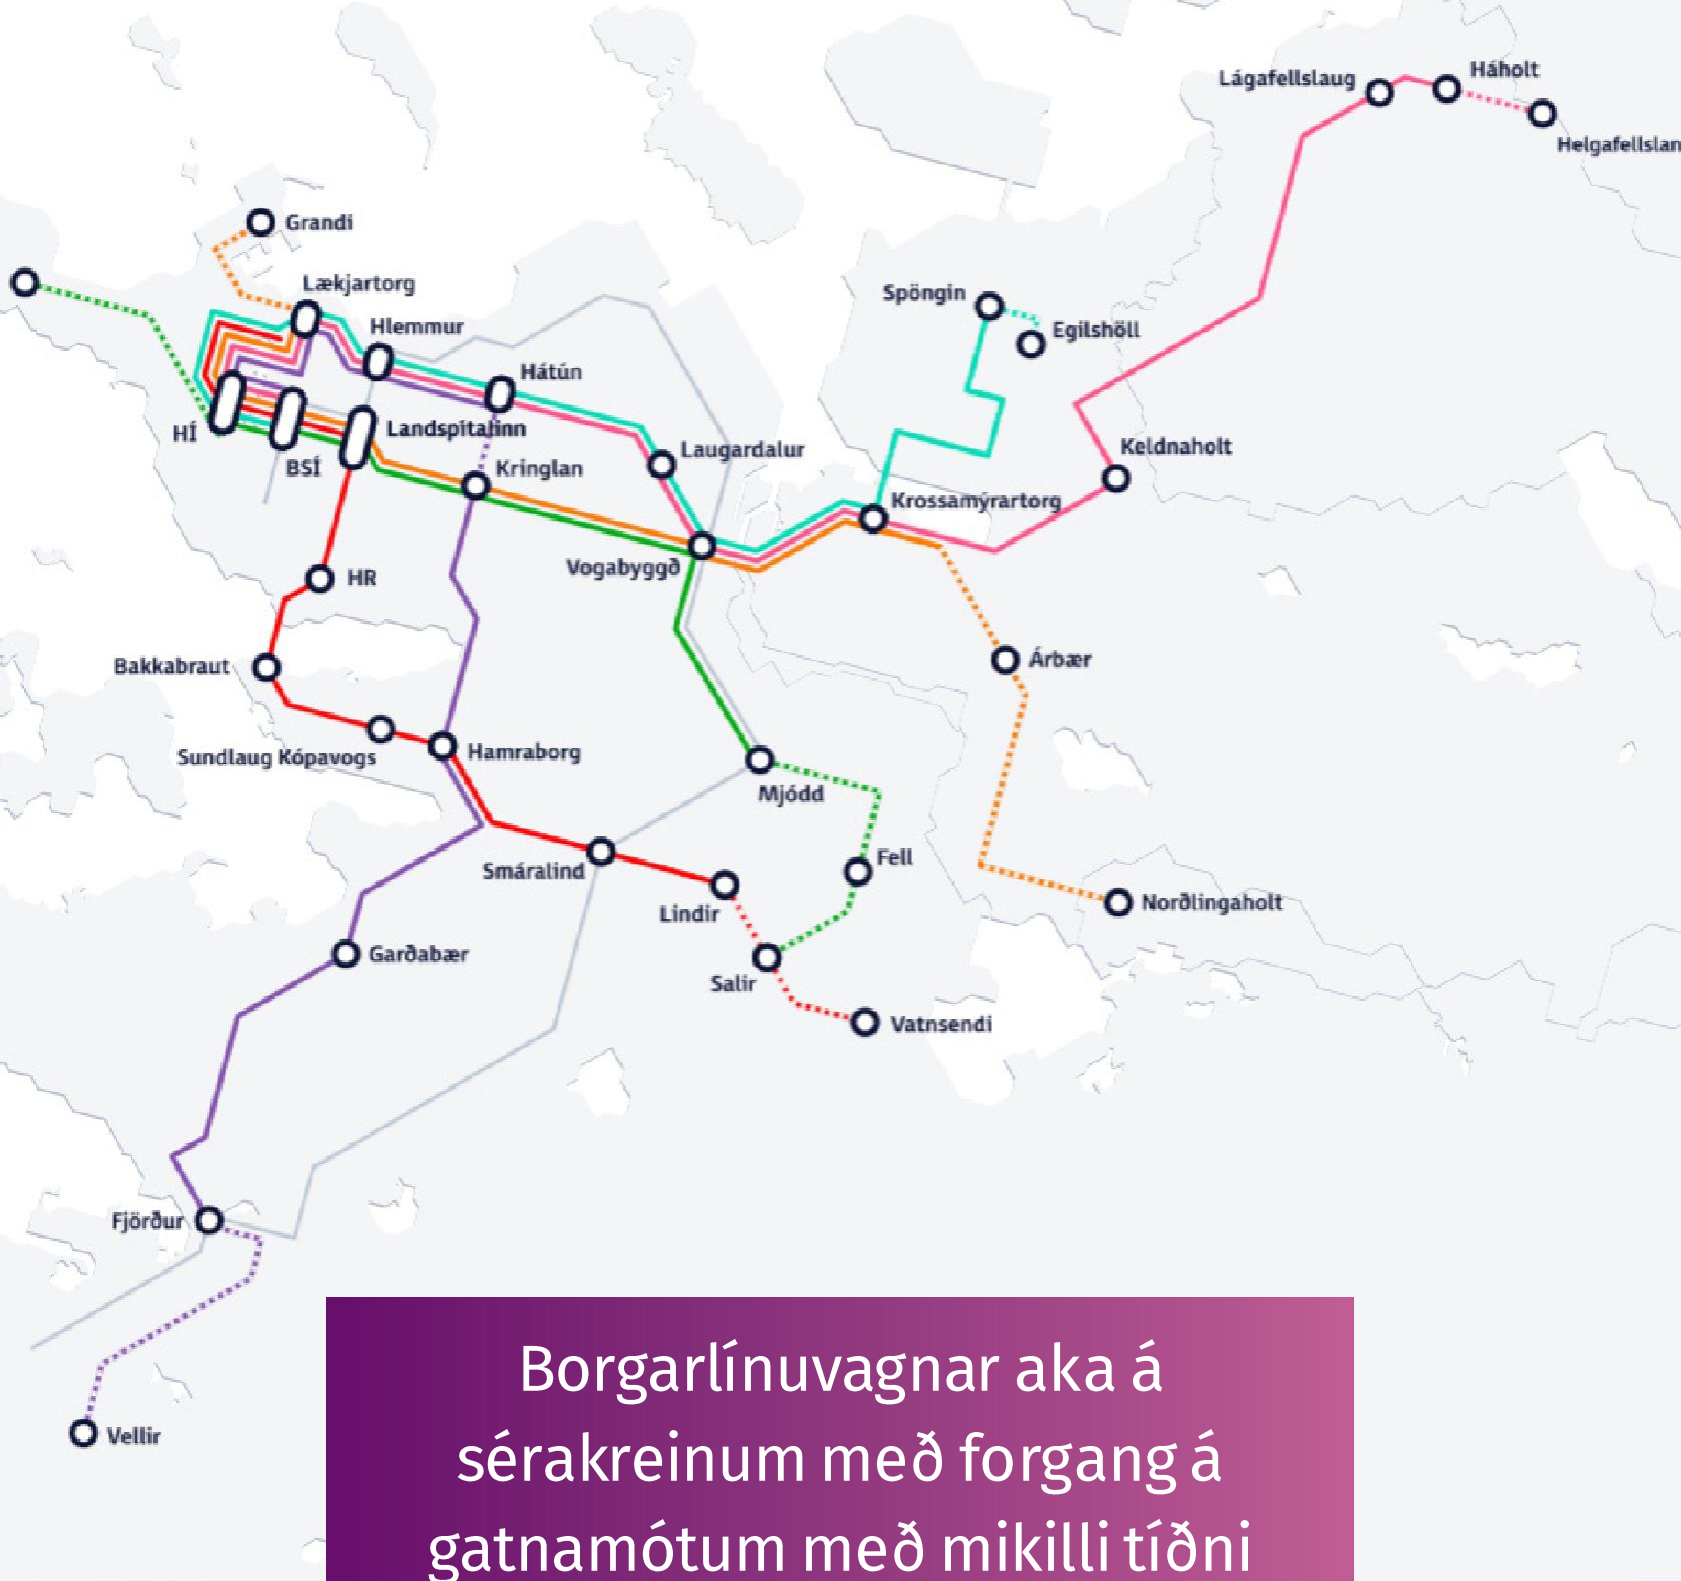 Lágafellslaug
Háholt
Helgafellslan
Grandi
Lækjartorg
Spöngin
Hlemmur
Egilshöll
Hátún
HÍ
Landspítalinn
Laugardalur
Keldnaholt
BSÍ
Kringlan
Krossamýrartorg
Vogabyggð
HR
Bakkabraut
Árbær
Sundlaug Kópavogs
Hamraborg
Mjódd
Smáralind
Fell
Lindir
Norðlingaholt
Garðabær
Salir
Vatnsendi
Fjörður
Vellir
Borgarlínuvagnar aka á
sérakreinum með forgang á
gatnamótum með mikilli tíðni